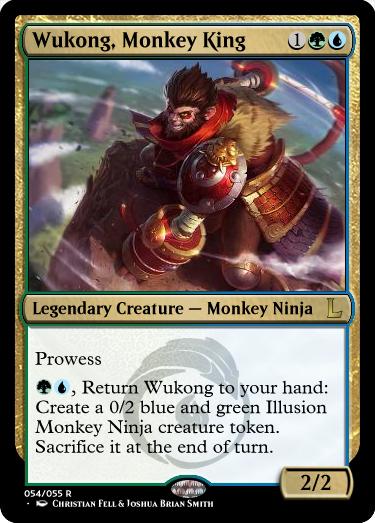 Wukong, Monkey King 1
Legendary Creature — Monkey Ninja L
Prowess
, Return Wukong to your hand:
Create a 0/2 blue and green Illusion
Monkey Ninja creature token.
Sacrifice it at the end of turn.
2/2
054/055 R
Christian Fell & Joshua Brian Smith